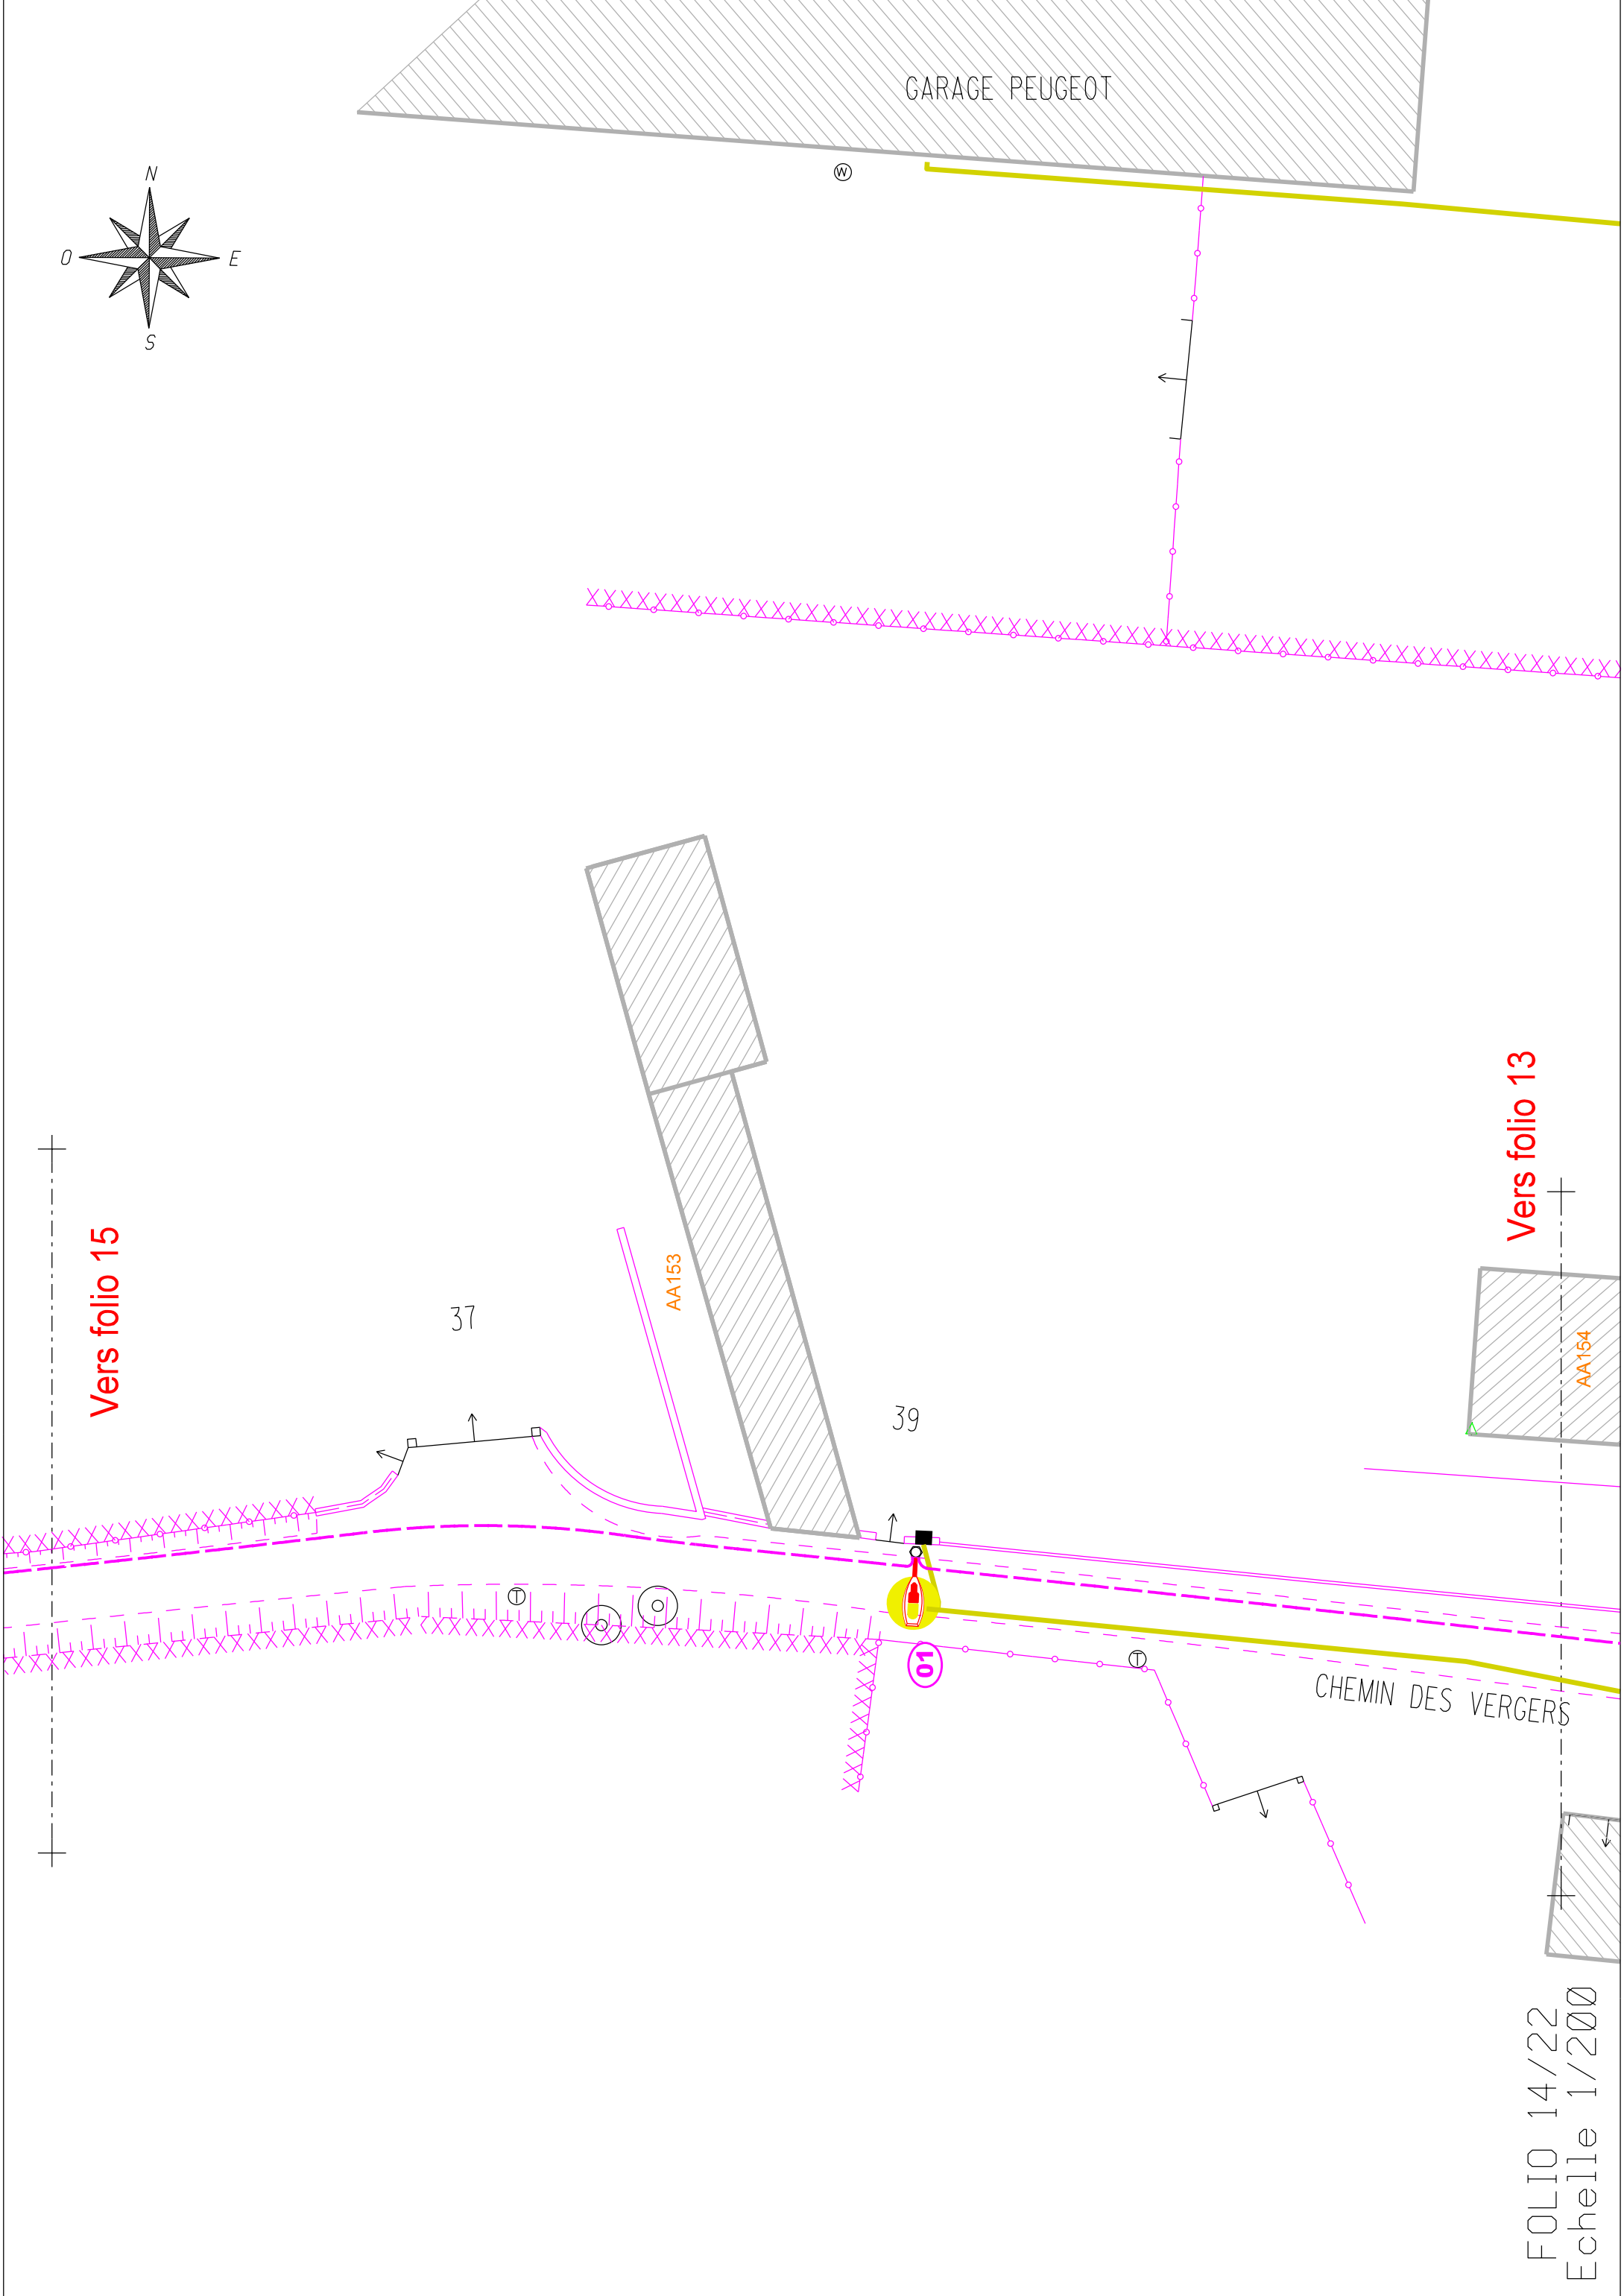 GARAGE PEUGEOT
W
N
O
E
S
Vers folio 13
Vers folio 15
AA153
37
AA154
39
T
01
T
CHEMIN DES VERGERS
FOLIO 14/22
Echelle 1/200